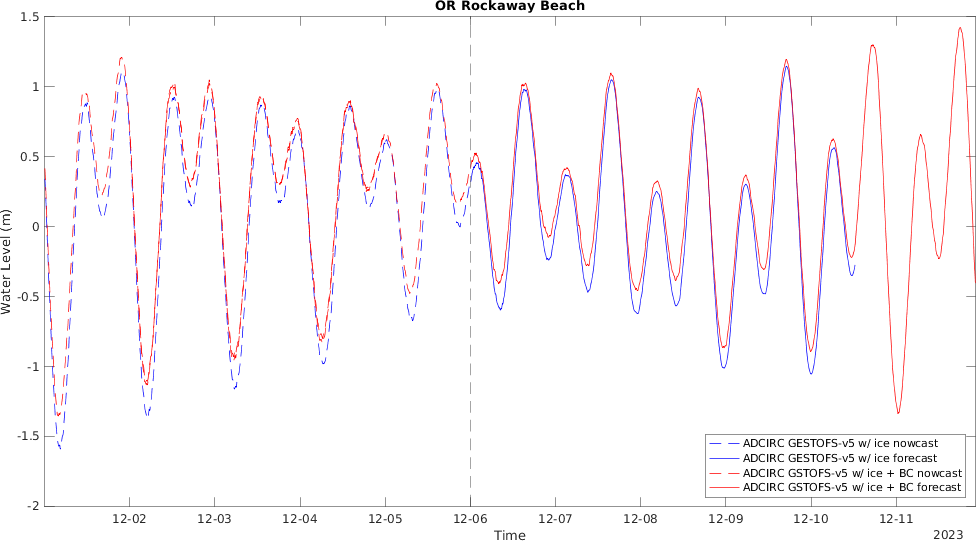 OR Rockaway Beach
1.5
1
0.5
0
-0.5
-1
-1.5
-2
Water Level (m)
12-02 12-03 12-04 12-05 12-06 12-07 12-08 12-09 12-10 12-11
Time
2023
ADCIRC GESTOFS-v5 w/ ice nowcast
ADCIRC GESTOFS-v5 w/ ice forecast
ADCIRC GSTOFS-v5 w/ ice + BC nowcast
ADCIRC GSTOFS-v5 w/ ice + BC forecast